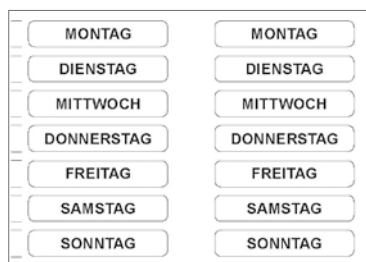 MONTAG MONTAG
DIENSTAG DIENSTAG
MITTWOCH MITTWOCH
DONNERSTAG DONNERSTAG
FREITAG FREITAG
SAMSTAG SAMSTAG
SONNTAG SONNTAG